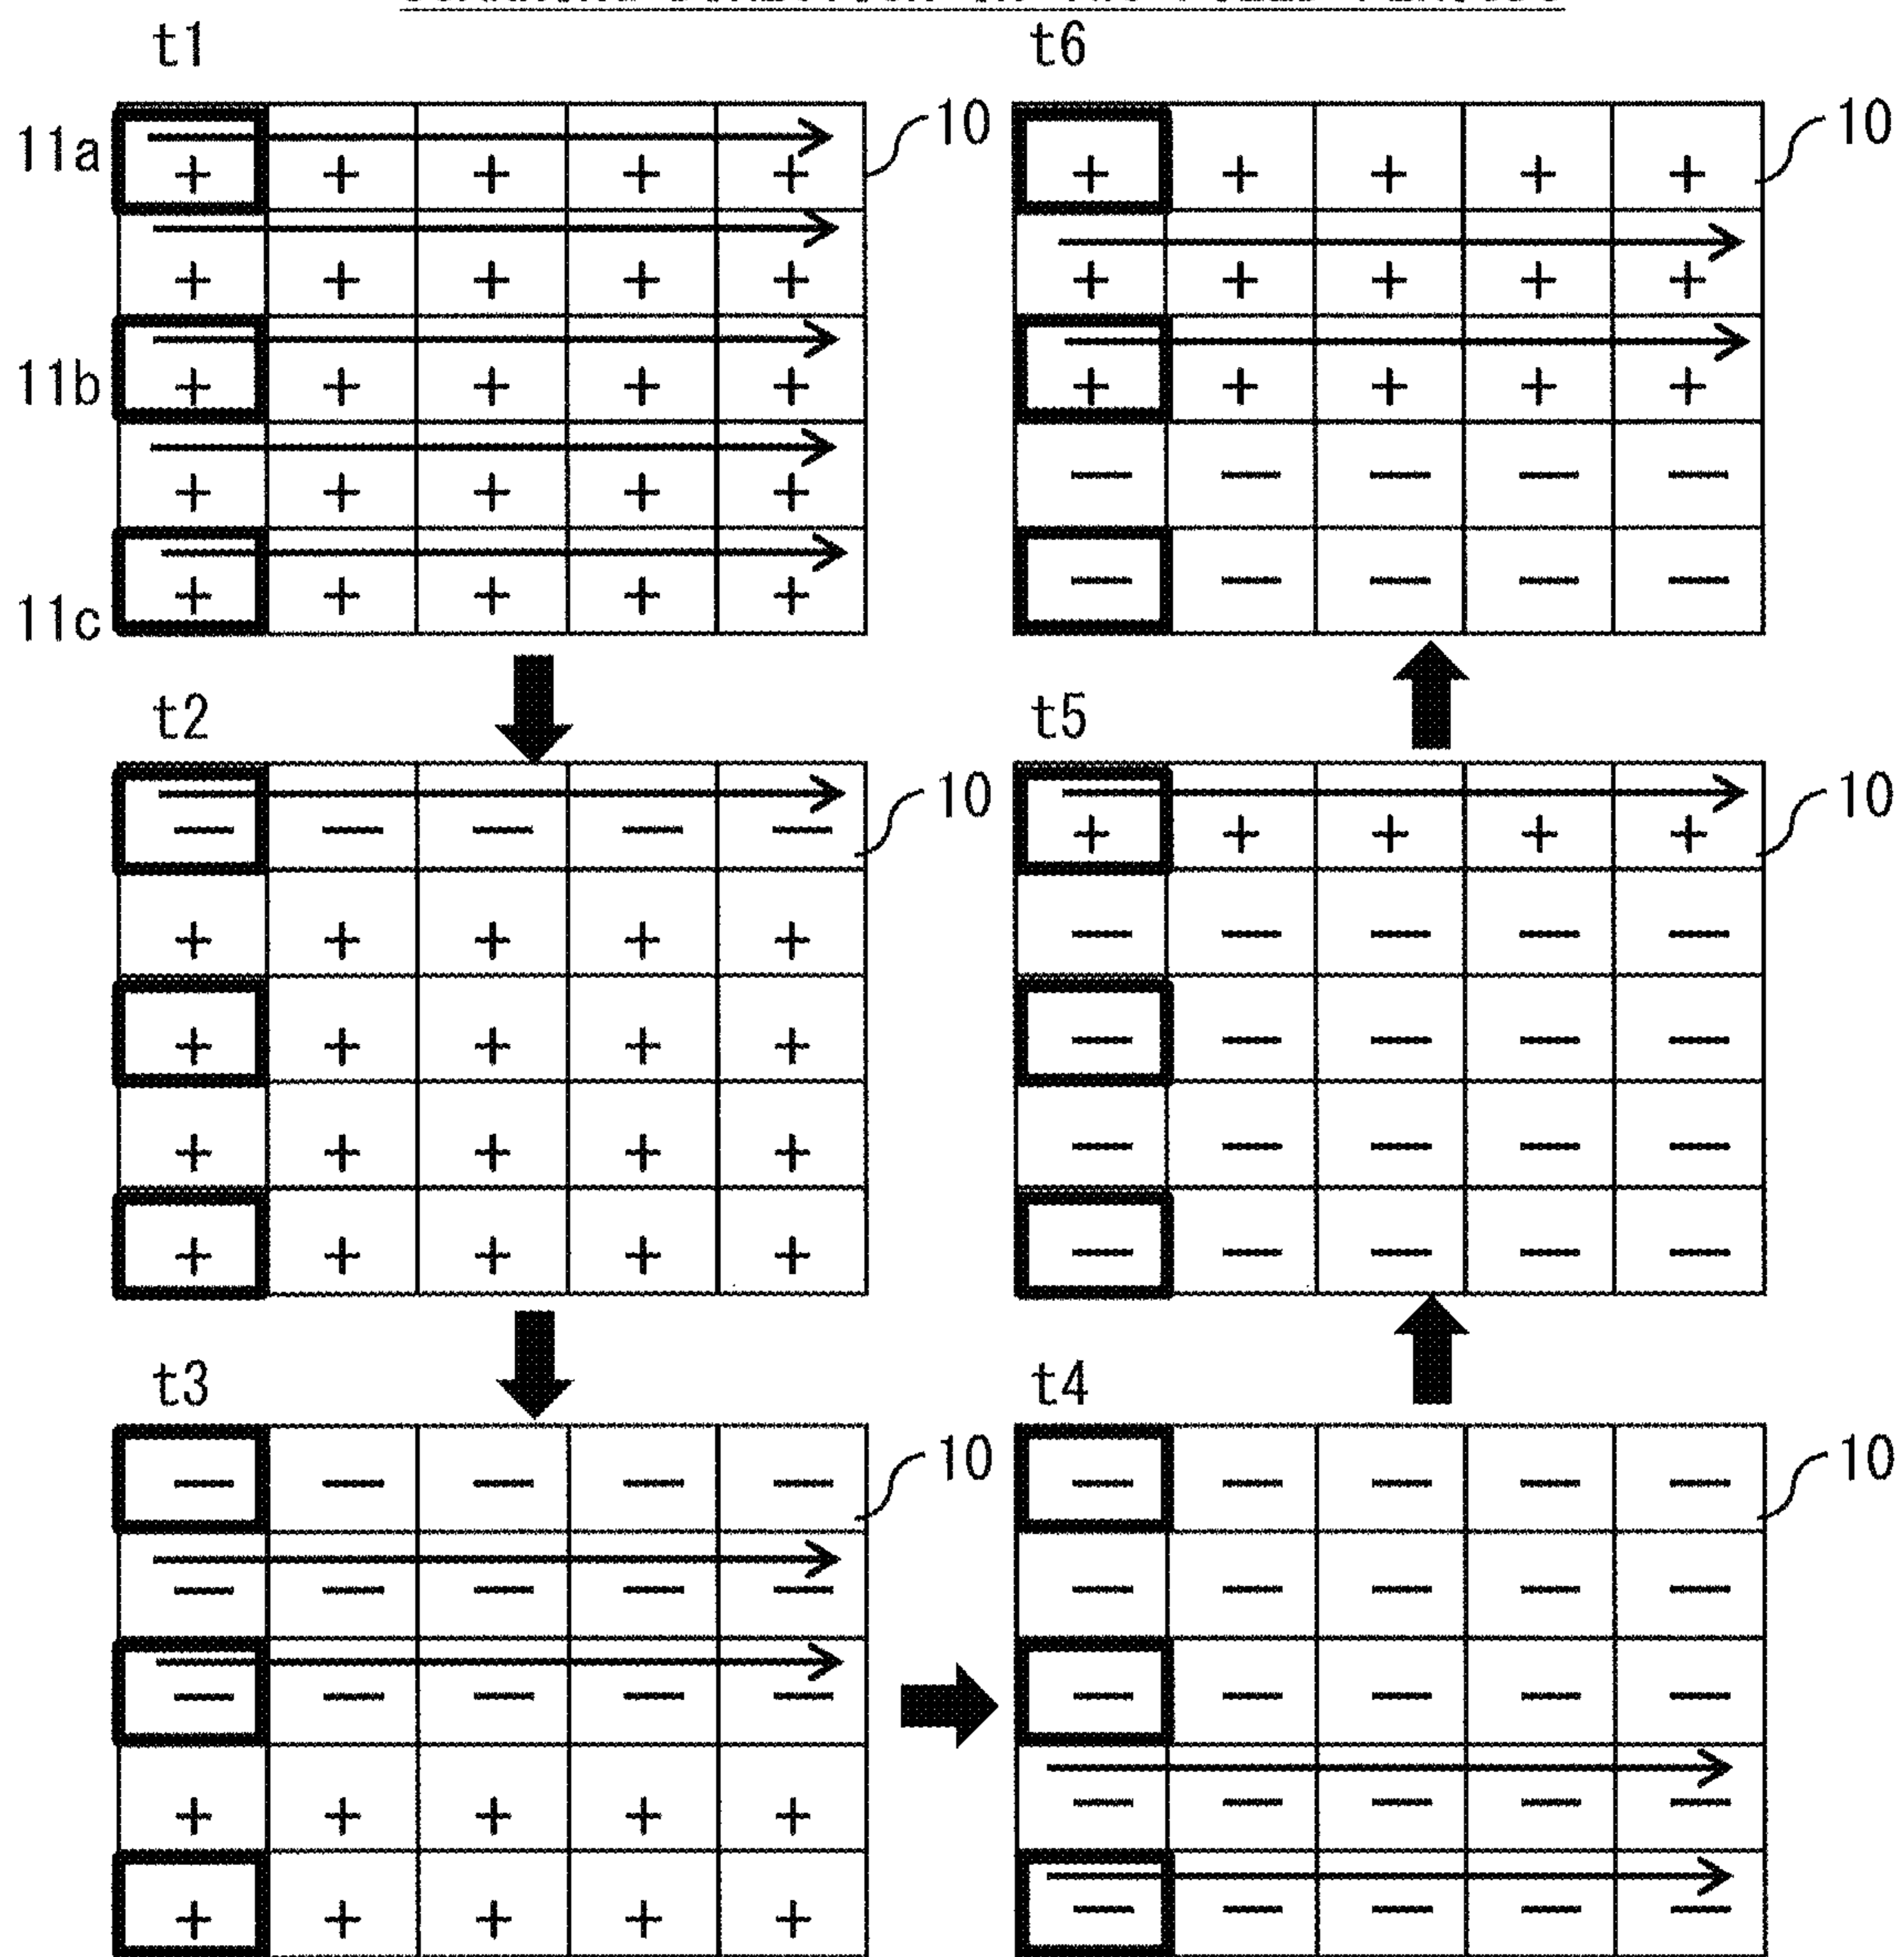 t1 t6
11a + + + + + 10 + + + + + 10
+ + + + + + + + + +
11b + + + + + + + + + +
+ + + + + — — — — —
11c + + + + + — — — — —
t2 t5
— — — — — 10 + + + + + 10
+ + + + + — — — — —
+ + + + + — — — — —
+ + + + + — — — — —
+ + + + + — — — — —
t3 t4
— — — — — 10 — — — — — 10
— — — — — — — — — —
— — — — — — — — — —
+ + + + + — — — — —
+ + + + + — — — — —